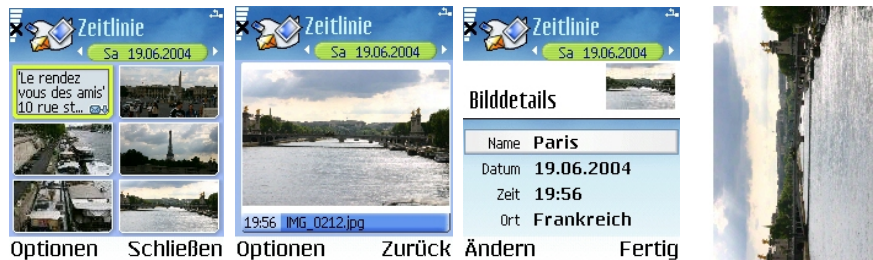 Zeitlinie
Sa 19.06.2004
'Le rendez
vous des amis'
10 rue st...
Optionen Schließen
Zeitlinie
Sa 19.06.2004
19:56 IMG_0212.jpg
Optionen Zurück
Zeitlinie
Sa 19.06.2004
Bilddetails
Name Paris
Datum 19.06.2004
Zeit 19:56
Ort Frankreich
Ändern Fertig